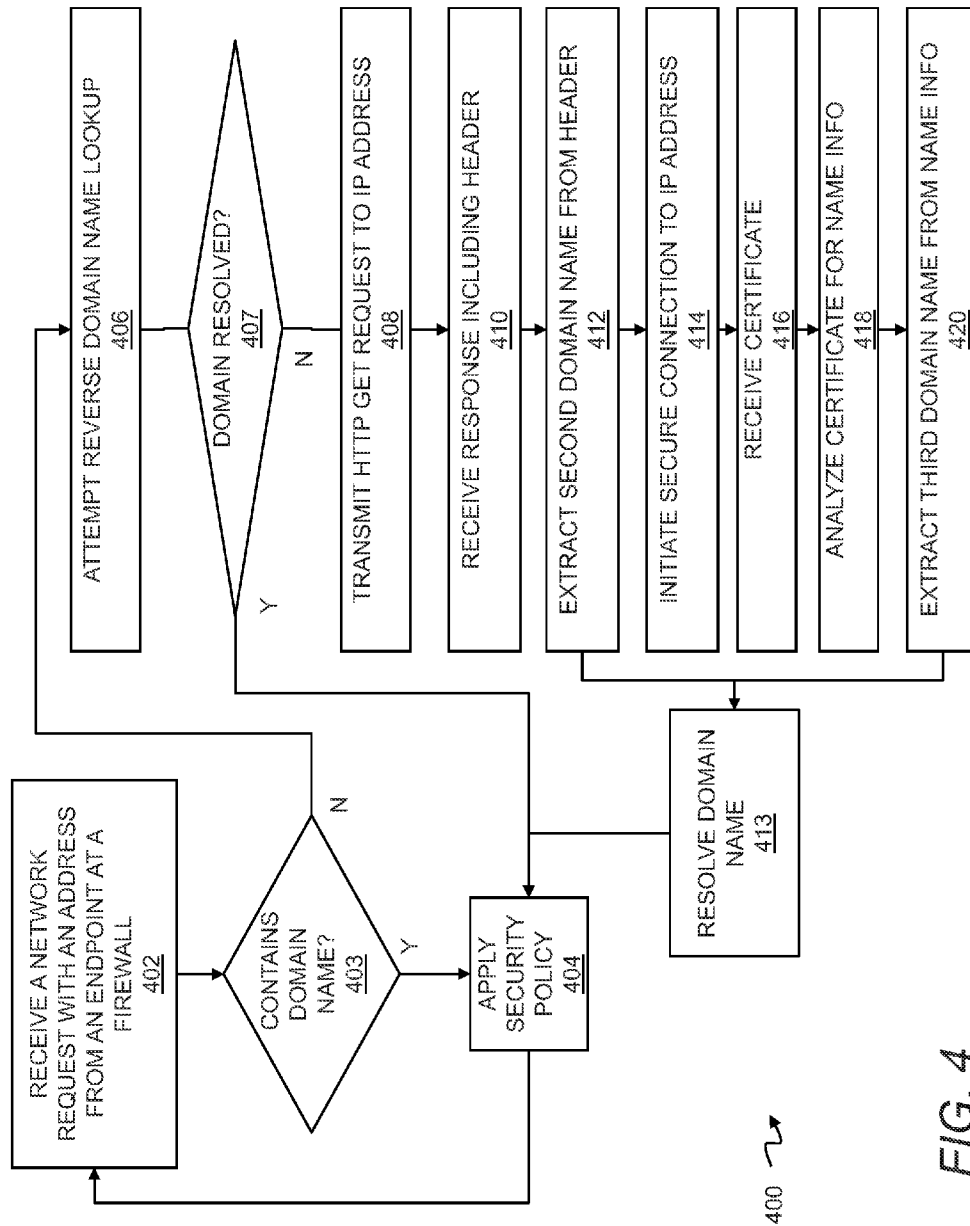 RECEIVE A NETWORK
REQUEST WITH AN ADDRESS
FROM AN ENDPOINT AT A
FIREWALL
402
CONTAINS
DOMAIN
NAME?
403
N
Y
APPLY
SECURITY
POLICY
404
ATTEMPT REVERSE DOMAIN NAME LOOKUP
406
DOMAIN RESOLVED?
407
Y
N
TRANSMIT HTTP GET REQUEST TO IP ADDRESS
408
RECEIVE RESPONSE INCLUDING HEADER
410
EXTRACT SECOND DOMAIN NAME FROM HEADER
412
RESOLVE DOMAIN
NAME
413
INITIATE SECURE CONNECTION TO IP ADDRESS
414
RECEIVE CERTIFICATE
416
ANALYZE CERTIFICATE FOR NAME INFO
418
EXTRACT THIRD DOMAIN NAME FROM NAME INFO
420
400
FIG. 4